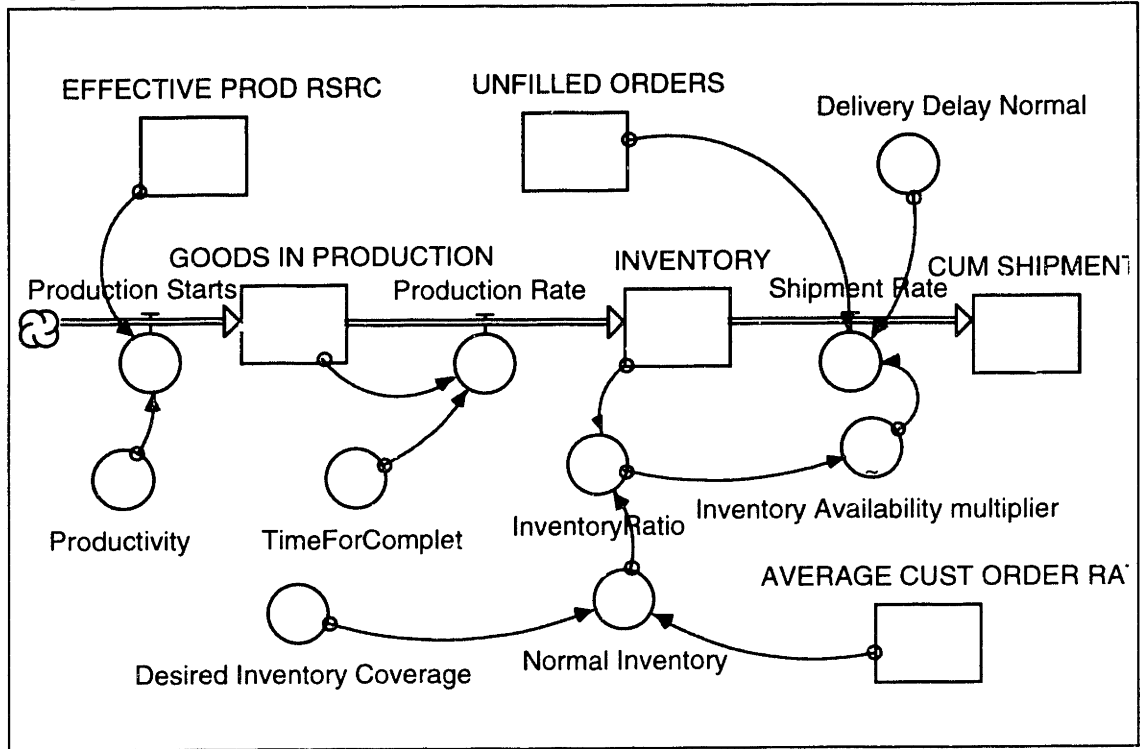 EFFECTIVE PROD RSRC
UNFILLED ORDERS
Delivery Delay Normal
GOODS IN PRODUCTION
INVENTORY
CUM SHIPMENT
Production Starts
Production Rate
Shipment Rate
~
Inventory Availability multiplier
InventoryRatio
Productivity
TimeForComplet
AVERAGE CUST ORDER RAT
Desired Inventory Coverage
Normal Inventory